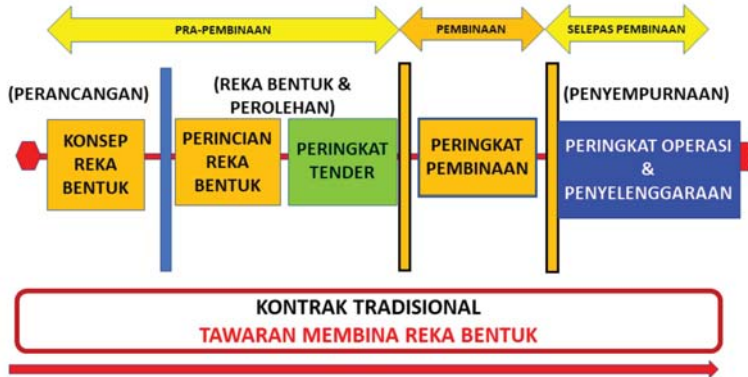 PRA-PEMBINAAN
PEMBINAAN
SELEPAS PEMBINAAN
(PERANCANGAN)
(REKA BENTUK &
PEROLEHAN)
(PENYEMPURNAAN)
KONSEP
REKA
BENTUK
PERINCIAN
REKA
BENTUK
PERINGKAT
TENDER
PERINGKAT
PEMBINAAN
PERINGKAT OPERASI
&
PENYELENGGARAAN
KONTRAK TRADISIONAL
TAWARAN MEMBINA REKA BENTUK